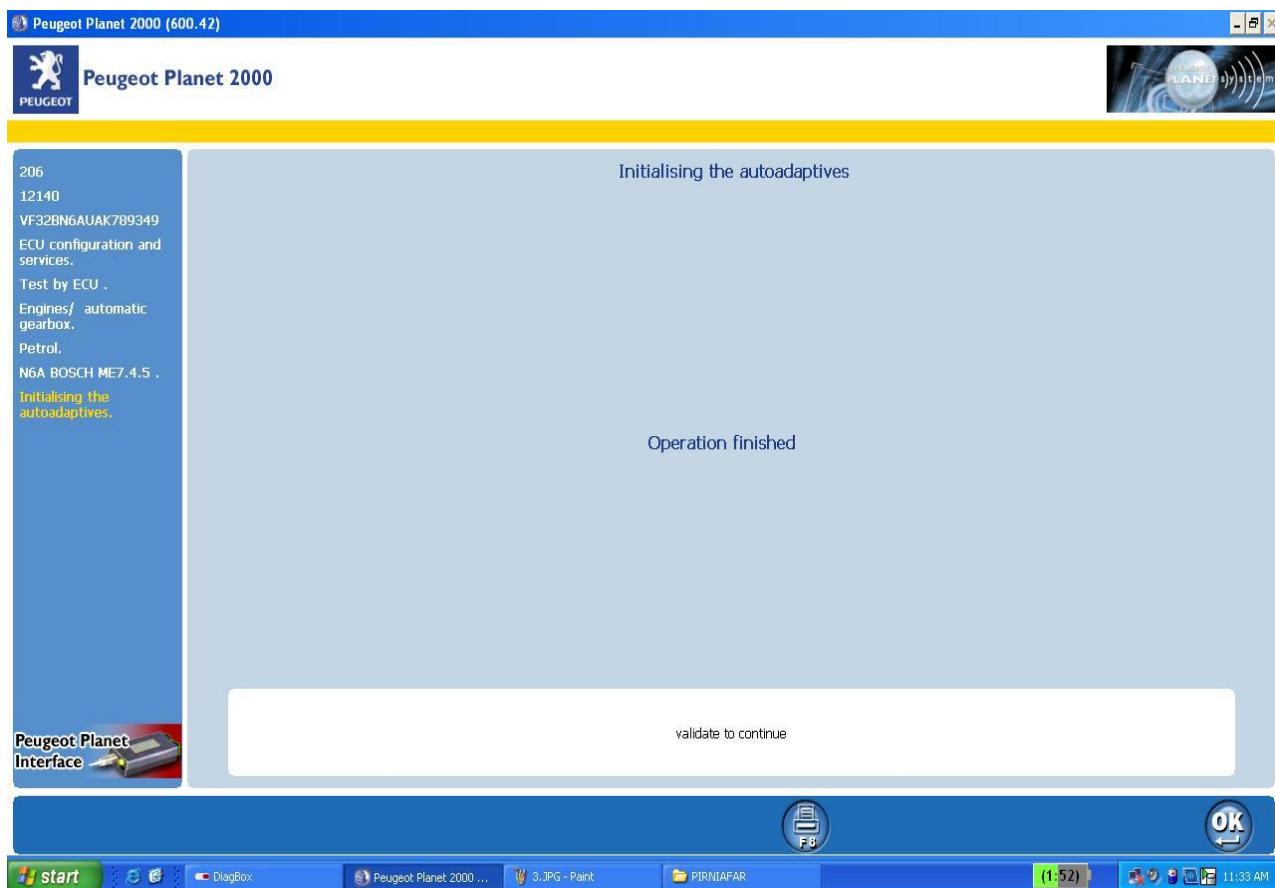 Peugeot Planet 2000 (600.42)
PEUGEOT
Peugeot Planet 2000
PEUGEOT
PLANET system
206
12140
VF32BN6AUAK789349
ECU configuration and
services.
Test by ECU .
Engines/ automatic
gearbox.
Petrol.
N6A BOSCH ME7.4.5 .
Initialising the
autoadaptives.
Initialising the autoadaptives
Operation finished
validate to continue
Peugeot Planet
Interface
F8
OK
start
DiagBox
Peugeot Planet 2000 ...
3.JPG - Paint
PIRNIAFAR
(1:52)
11:33 AM